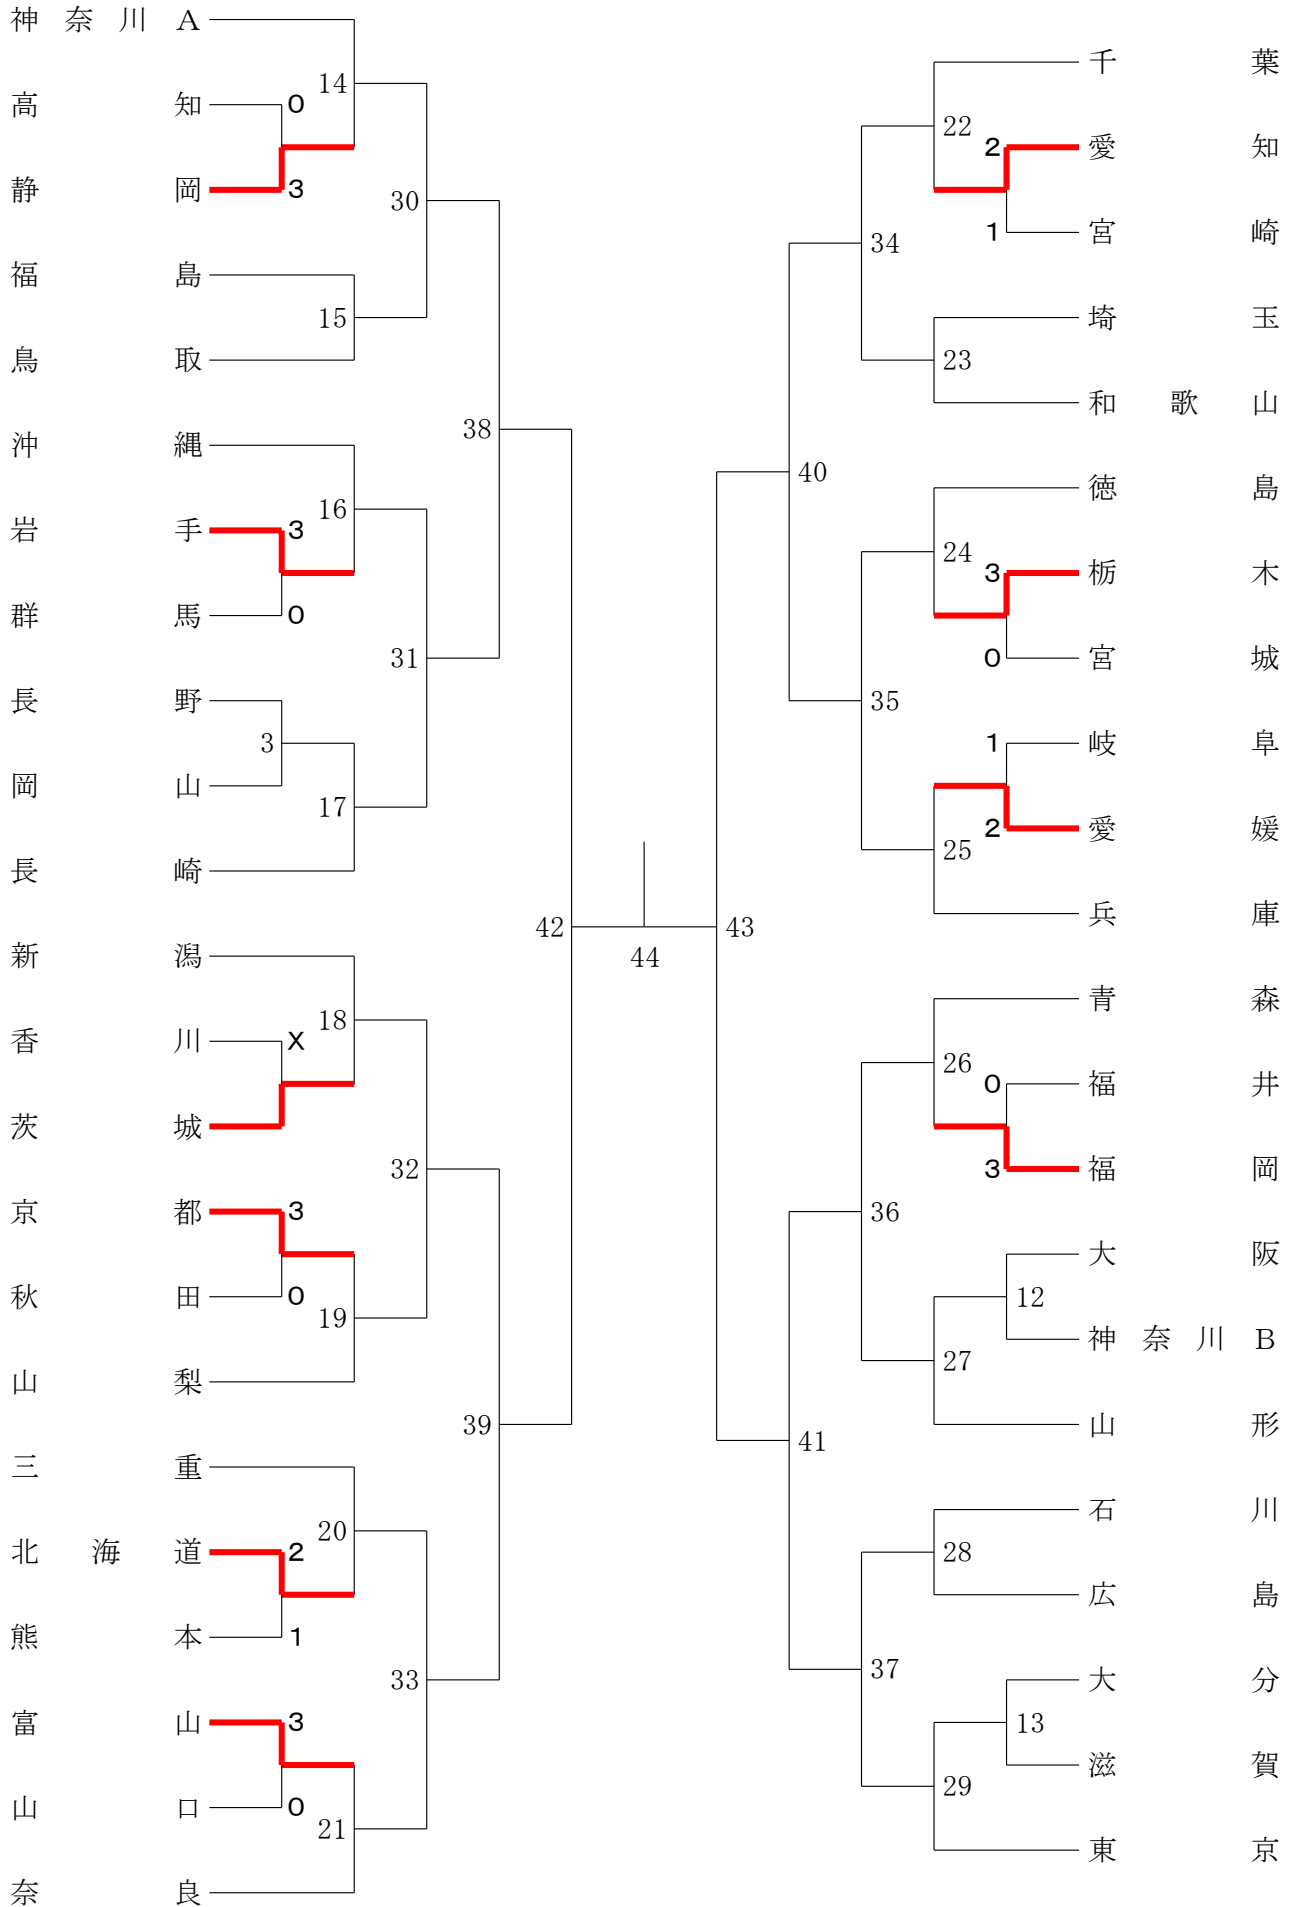 神奈川A
14
高知 0
静岡 3
30
福島
15
鳥取
38
沖縄
16
岩手 3
群馬 0
31
長野
3
岡山
17
長崎
42
新潟
18
香川 X
茨城
32
京都 3
秋田 0
19
山梨
39
三重
20
北海道 2
熊本 1
33
富山 3
山口 0
21
奈良
44
千葉
22
2 愛知
1 宮崎
34
埼玉
23
和歌山
40
徳島
24
3 栃木
0 宮城
35
1 岐阜
2 愛媛
25
兵庫
43
青森
26
0 福井
3 福岡
36
大阪
12
神奈川B
27
山形
41
石川
28
広島
37
大分
13
滋賀
29
東京